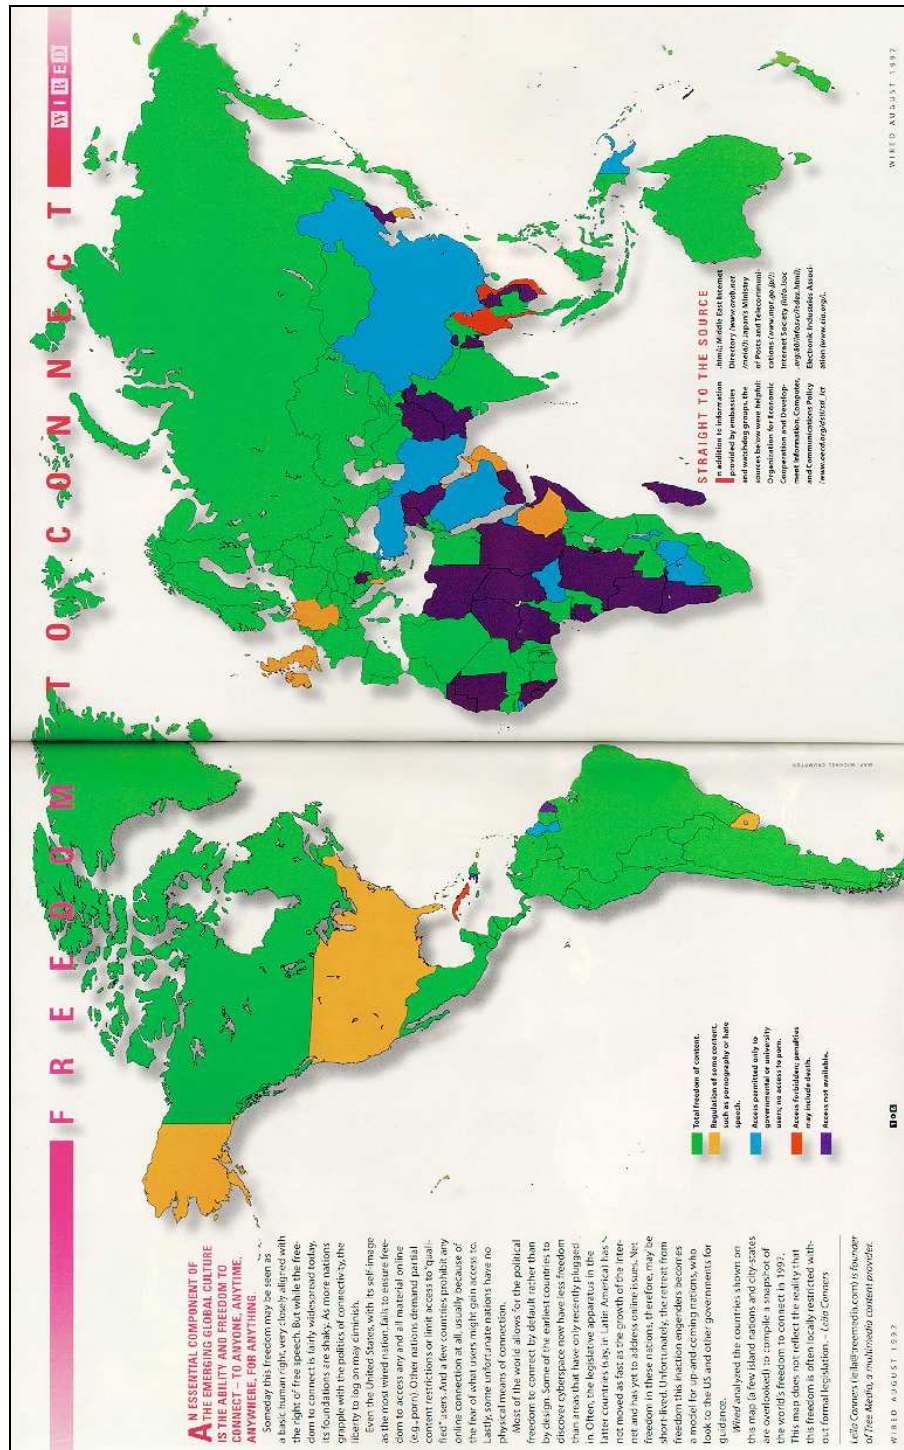 FREEDOM TO CONNECT
WIRED
AN ESSENTIAL COMPONENT OF
THE EMERGING GLOBAL CULTURE
IS THE ABILITY AND FREEDOM TO
CONNECT – TO ANYONE, ANYTIME,
ANYWHERE, FOR ANYTHING.
Someday this freedom may be seen as
a basic human right, very closely aligned with
the right of free speech. But while the free-
dom to connect is fairly widespread today,
its foundations are shaky. As more nations
grapple with the politics of connectivity, the
liberty to log on may diminish.
Even the United States, with its self-image
as the most wired nation, fails to ensure free-
dom to access any and all material online
(e.g., porn). Other nations demand partial
content restrictions or limit access to "quali-
fied" users. And a few countries prohibit any
online connection at all, usually because of
the fear of what users might gain access to.
Lastly, some unfortunate nations have no
physical means of connection.
Most of the world allows for the political
freedom to connect by default rather than
by design. Some of the earliest countries to
discover cyberspace now have less freedom
than areas that have only recently plugged
in. Often, the legislative apparatus in the
latter countries (say, Latin America) has
not moved as fast as the growth of the Inter-
net and has yet to address online issues. Net
freedom in these nations, therefore, may be
short-lived. Unfortunately, the retreat from
freedom this inaction engenders becomes
a model for up-and-coming nations, who
look to the US and other governments for
guidance.
Wired analyzed the countries shown on
this map (a few island nations and city-states
are overlooked) to compile a snapshot of
the world's freedom to connect in 1997.
This map does not reflect the reality that
this freedom is often locally restricted with-
out formal legislation. – Leila Conners
Leila Conners (leila@treemedia.com) is founder
of Tree Media, a multimedia content provider.
Total freedom of content.
Regulation of some content,
such as pornography or hate
speech.
Access permitted only to
governmental or university
users; no access to porn.
Access forbidden; penalties
may include death.
Access not available.
WIRED AUGUST 1997
106
MAP: MICHAEL CRUMPTON
STRAIGHT TO THE SOURCE
In addition to information
provided by embassies
and watchdog groups, the
sources below were helpful:
Organization for Economic
Cooperation and Develop-
ment Information, Computer,
and Communications Policy
/www.oecd.org/dsti/sti_ict
.html); Middle East Internet
Directory (www.arab.net
); Japan's Ministry
of Posts and Telecommuni-
cations (www.mpt.go.jp/);
Internet Society (info.isoc
.org:80/infosvc/index.html);
Electronic Industries Associ-
ation (www.eia.org/).
WIRED AUGUST 1997